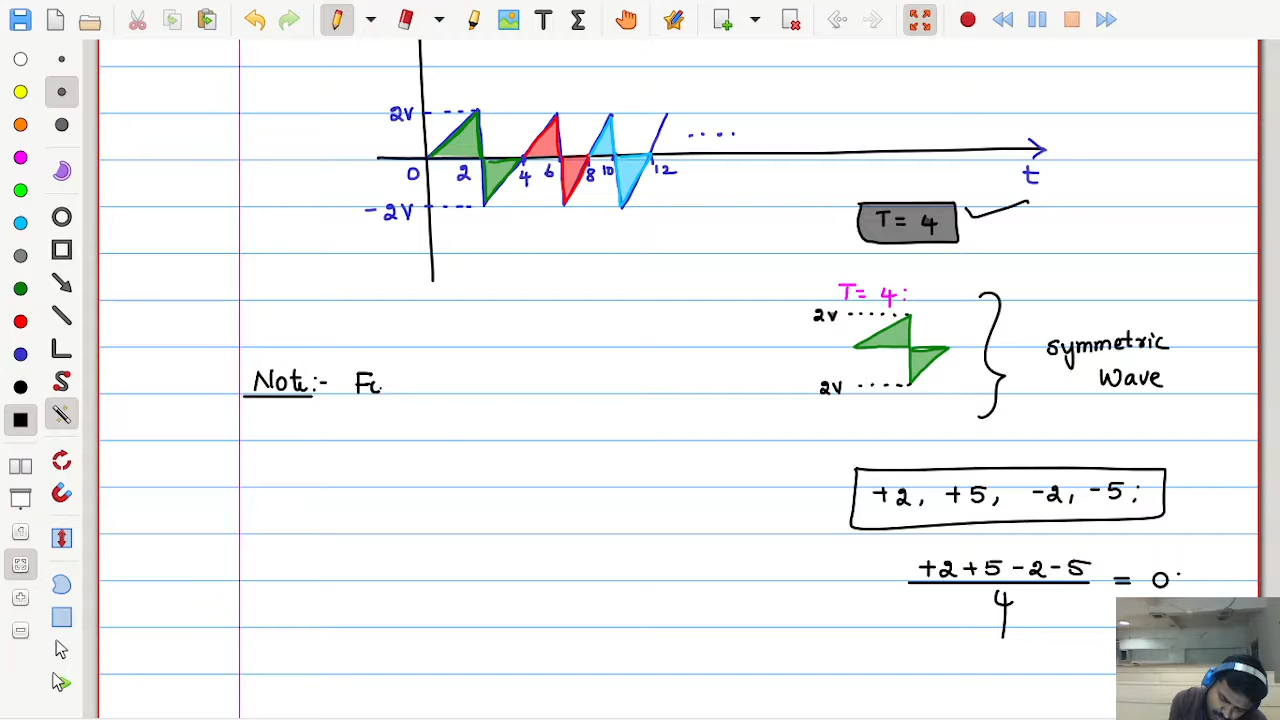 2V
0 2 4 6 8 10 12 t
-2V
T = 4
T = 4 :
2V
symmetric
Wave
2V
Note :-
+2, +5, -2, -5 :
+2 + 5 - 2 - 5
= 0
4